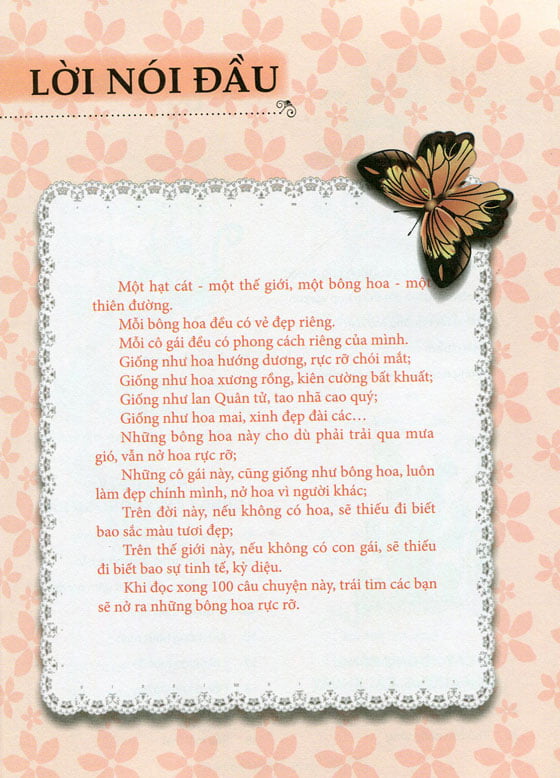 LỜI NÓI ĐẦU
Một hạt cát - một thế giới, một bông hoa - một
thiên đường.
Mỗi bông hoa đều có vẻ đẹp riêng.
Mỗi cô gái đều có phong cách riêng của mình.
Giống như hoa hướng dương, rực rỡ chói mắt;
Giống như hoa xương rồng, kiên cường bất khuất;
Giống như lan Quân tử, tao nhã cao quý;
Giống như hoa mai, xinh đẹp đài các...
Những bông hoa này cho dù phải trải qua mưa
gió, vẫn nở hoa rực rỡ;
Những cô gái này, cũng giống như bông hoa, luôn
làm đẹp chính mình, nở hoa vì người khác;
Trên đời này, nếu không có hoa, sẽ thiếu đi biết
bao sắc màu tươi đẹp;
Trên thế giới này, nếu không có con gái, sẽ thiếu
đi biết bao sự tinh tế, kỳ diệu.
Khi đọc xong 100 câu chuyện này, trái tim các bạn
sẽ nở ra những bông hoa rực rỡ.